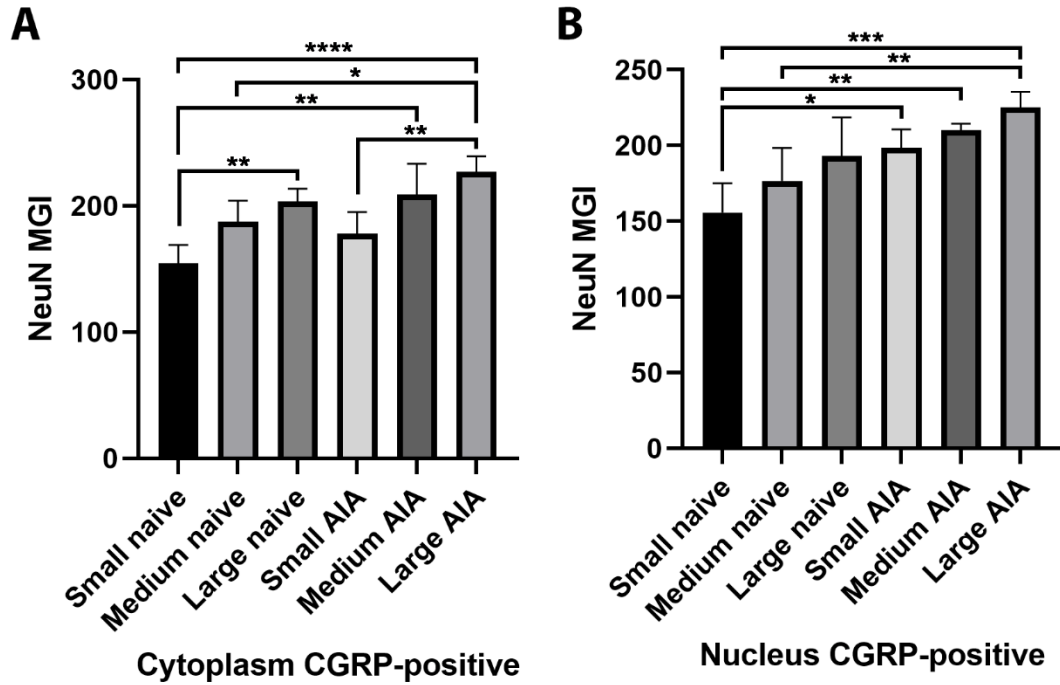 A
****
*
**
**
**
300
200
100
0
NeuN MGI
Small naive
Medium naive
Large naive
Small AIA
Medium AIA
Large AIA
Cytoplasm CGRP-positive
B
***
**
**
*
250
200
150
100
50
0
NeuN MGI
Small naive
Medium naive
Large naive
Small AIA
Medium AIA
Large AIA
Nucleus CGRP-positive